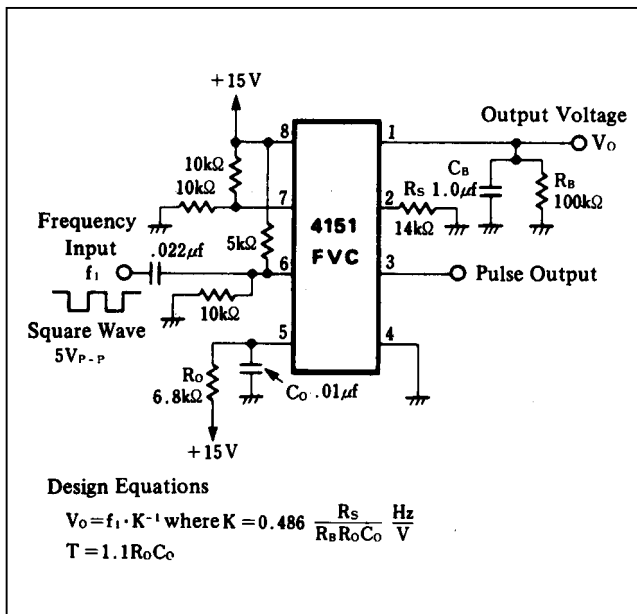 +15V
Output Voltage
8
1
Vo
10kΩ
10kΩ
CB
1.0μf
RB
100kΩ
7
2
Rs
14kΩ
4151
FVC
Frequency
Input
fI
.022μf
5kΩ
6
3
Pulse Output
10kΩ
Square Wave
5VP-P
5
4
Ro
6.8kΩ
Co .01μf
+15V
Design Equations
Vo=fI·K⁻¹ where K=0.486 Rs/RBRoCo Hz/V
T=1.1RoCo